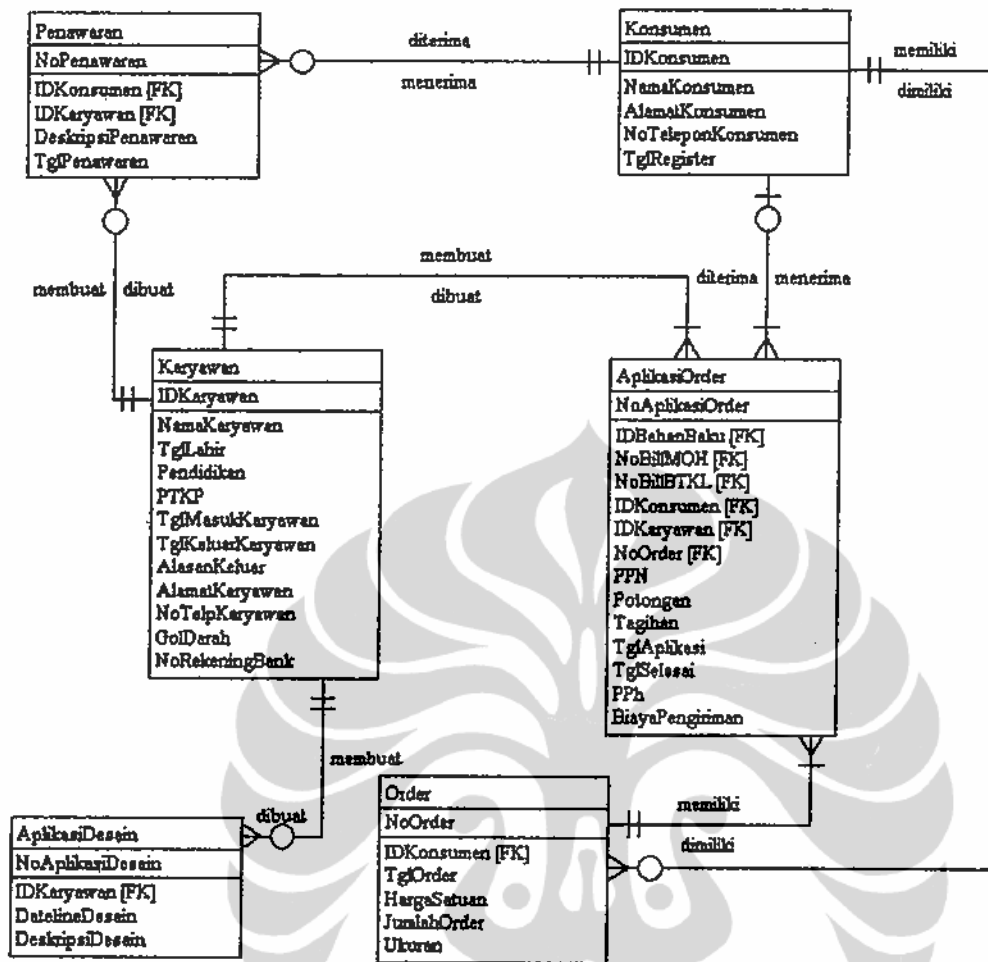 Penawaran
NoPenawaran
IDKonsumen [FK]
IDKaryawan [FK]
DeskripsiPenawaran
TglPenawaran
diterima
menerima
Konsumen
IDKonsumen
NamaKonsumen
AlamatKonsumen
NoTeleponKonsumen
TglRegister
memiliki
dimiliki
membuat
dibuat
membuat
dibuat
diterima
menerima
Karyawan
IDKaryawan
NamaKaryawan
TglLahir
Pendidikan
PTKP
TglMasukKaryawan
TglKeluarKaryawan
AlasanKeluar
AlamatKaryawan
NoTelpKaryawan
GolDarah
NoRekeningBank
AplikasiOrder
NoAplikasiOrder
IDBahanBaku [FK]
NoBillMOH [FK]
NoBillBTKL [FK]
IDKonsumen [FK]
IDKaryawan [FK]
NoOrder [FK]
PPN
Potongan
Tagihan
TglAplikasi
TglSelesai
PPh
BiayaPengiriman
membuat
dibuat
AplikasiDesain
NoAplikasiDesain
IDKaryawan [FK]
DatelineDesain
DeskripsiDesain
Order
NoOrder
IDKonsumen [FK]
TglOrder
HargaSatuan
JumlahOrder
Ukuran
memiliki
dimiliki